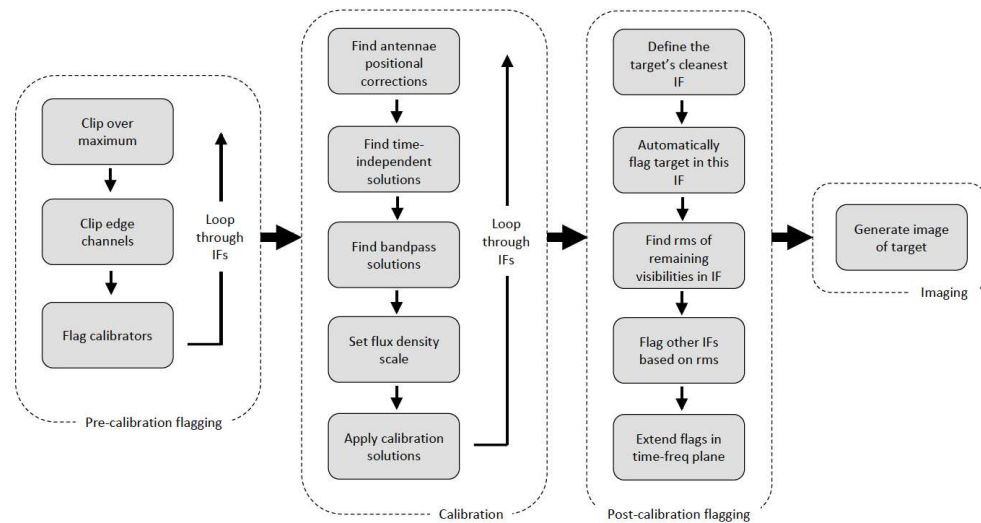 Clip over
maximum
Clip edge
channels
Flag calibrators
Loop
through
IFs
Pre-calibration flagging
Find antennae
positional
corrections
Find time-
independent
solutions
Find bandpass
solutions
Set flux density
scale
Apply calibration
solutions
Loop
through
IFs
Calibration
Define the
target's cleanest
IF
Automatically
flag target in this
IF
Find rms of
remaining
visibilities in IF
Flag other IFs
based on rms
Extend flags in
time-freq plane
Post-calibration flagging
Generate image
of target
Imaging